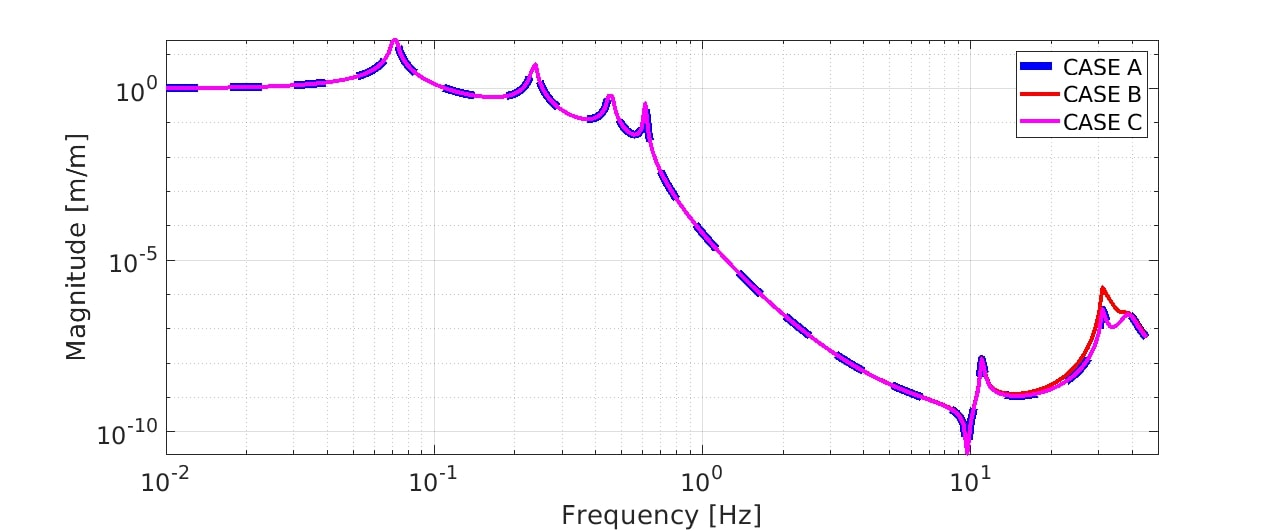 CASE A
CASE B
CASE C
10^0
10^-5
10^-10
Magnitude [m/m]
10^-2
10^-1
10^0
10^1
Frequency [Hz]